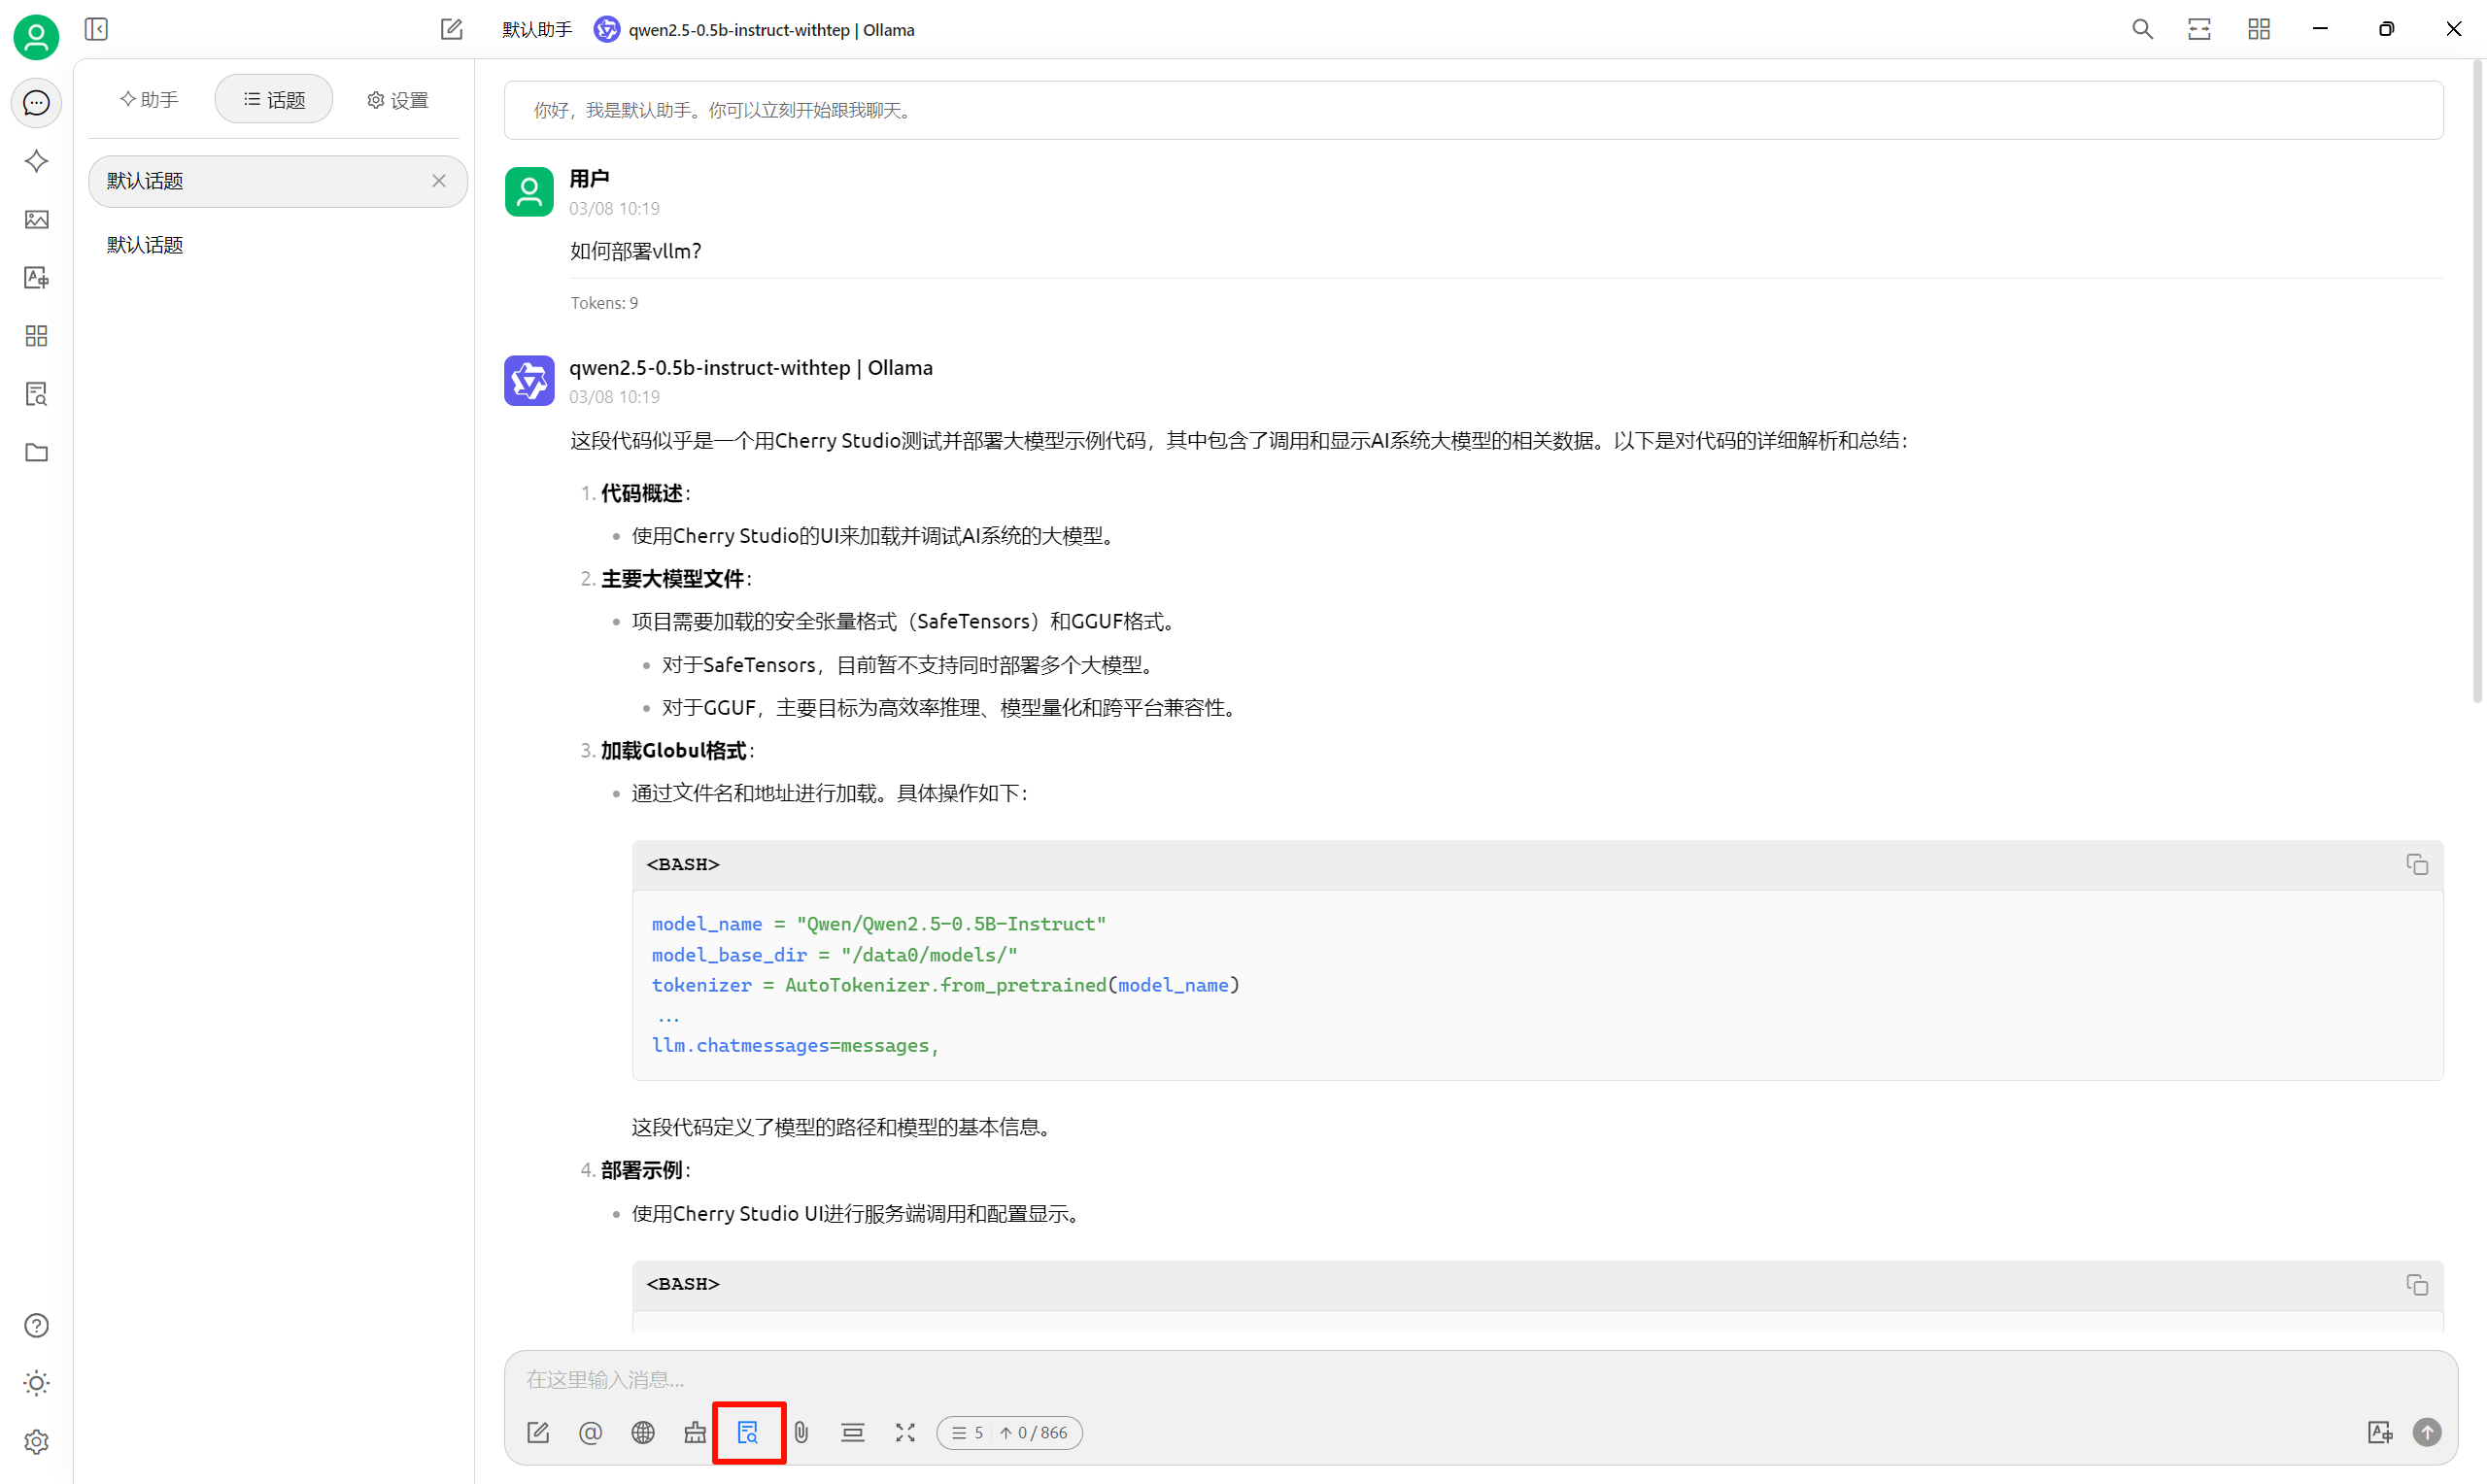 默认助手 qwen2.5-0.5b-instruct-withtep | Ollama
助手 话题 设置
默认话题
默认话题
你好，我是默认助手。你可以立刻开始跟我聊天。
用户
03/08 10:19
如何部署vllm？
Tokens: 9
qwen2.5-0.5b-instruct-withtep | Ollama
03/08 10:19
这段代码似乎是一个用Cherry Studio测试并部署大模型示例代码，其中包含了调用和显示AI系统大模型的相关数据。以下是对代码的详细解析和总结：
1. 代码概述：
使用Cherry Studio的UI来加载并调试AI系统的大模型。
2. 主要大模型文件：
项目需要加载的安全张量格式（SafeTensors）和GGUF格式。
对于SafeTensors，目前暂不支持同时部署多个大模型。
对于GGUF，主要目标为高效率推理、模型量化和跨平台兼容性。
3. 加载Globul格式：
通过文件名和地址进行加载。具体操作如下：
<BASH>
model_name = "Qwen/Qwen2.5-0.5B-Instruct"
model_base_dir = "/data0/models/"
tokenizer = AutoTokenizer.from_pretrained(model_name)
...
llm.chatmessages=messages,
这段代码定义了模型的路径和模型的基本信息。
4. 部署示例：
使用Cherry Studio UI进行服务端调用和配置显示。
<BASH>
在这里输入消息...
5 ↑ 0 / 866